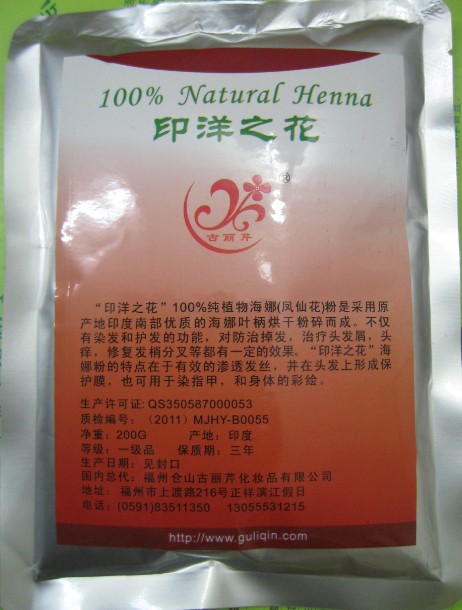 100% Natural Henna
印洋之花
®
古丽芹
“印洋之花”100%纯植物海娜(凤仙花)粉是采用原
产地印度南部优质的海娜叶柄烘干粉碎而成。不仅
有染发和护发的功能，对防治掉发，治疗头发屑，头
痒，修复发梢分叉等都有一定的效果。“印洋之花”海
娜粉的特点在于有效的渗透发丝，并在头发上形成保
护膜，也可用于染指甲，和身体的彩绘。
生产许可证: QS350587000053
质检编号：（2011）MJHY-B0055
净重：200G 产地：印度
等级：一级品 保质期：三年
生产日期：见封口
国内总代：福州仓山古丽芹化妆品有限公司
地址： 福州市上渡路216号正祥滨江假日
电话：(0591)83511350 13055531215
http://www.guliqin.com